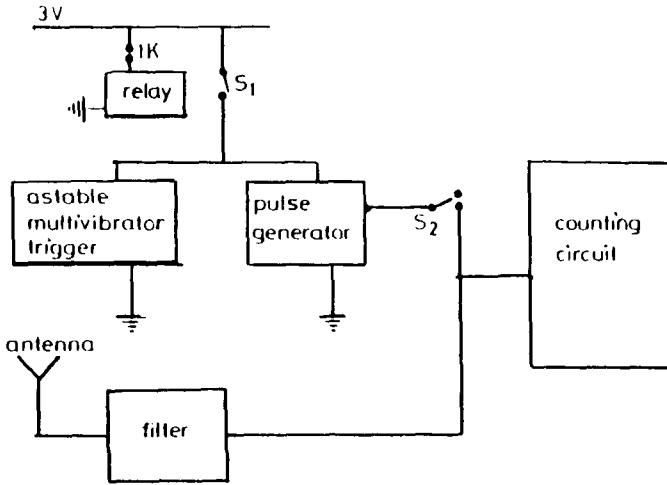 3V
1K
relay
S1
astable
multivibrator
trigger
pulse
generator
S2
counting
circuit
antenna
filter